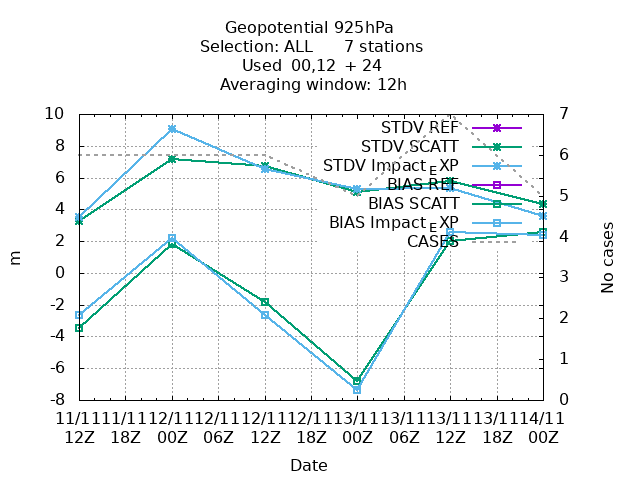 Geopotential 925hPa
Selection: ALL 7 stations
Used 00,12 + 24
Averaging window: 12h
10
8
6
4
2
0
-2
-4
-6
-8
7
6
5
4
3
2
1
0
STDV REF
STDV SCATT
STDV Impact_EXP
BIAS REF
BIAS SCATT
BIAS Impact_EXP
CASES
m
No cases
11/11 11/11 12/11 12/11 12/11 13/11 13/11 13/11 13/11 14/11
12Z 18Z 00Z 06Z 12Z 00Z 06Z 12Z 18Z 00Z
Date